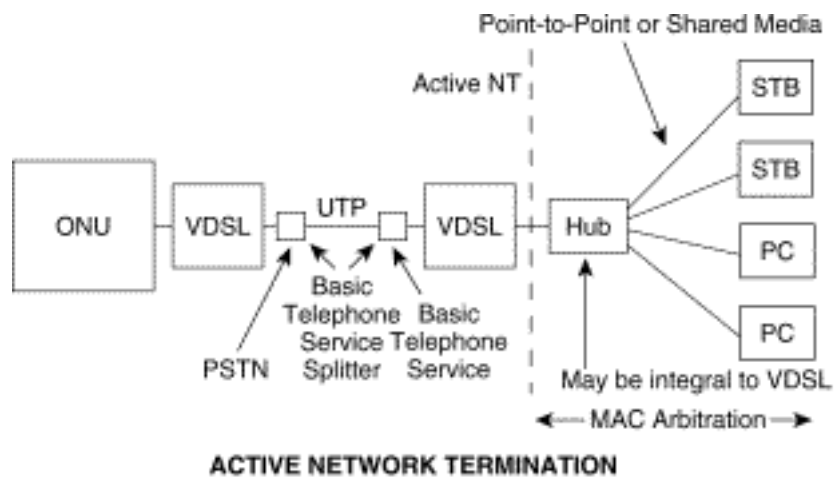 Point-to-Point or Shared Media
Active NT
STB
STB
ONU
VDSL
UTP
VDSL
Hub
PC
PC
Basic
Telephone
Service
Splitter
Basic
Telephone
Service
PSTN
May be integral to VDSL
MAC Arbitration
ACTIVE NETWORK TERMINATION